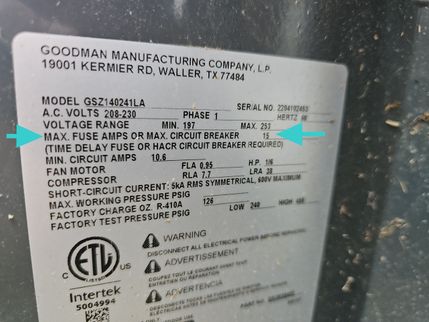 GOODMAN MANUFACTURING COMPANY, L.P.
19001 KERMIER RD, WALLER, TX 77484
MODEL GSZ140241LA SERIAL NO.
A.C. VOLTS 208-230 PHASE 1 HERTZ 60
VOLTAGE RANGE MIN. 197 MAX. 253
MAX. FUSE AMPS OR MAX. CIRCUIT BREAKER 15
(TIME DELAY FUSE OR HACR CIRCUIT BREAKER REQUIRED)
MIN. CIRCUIT AMPS 10.6
FAN MOTOR FLA 0.95 H.P. 1/6
COMPRESSOR RLA 7.7 LRA 38
SHORT-CIRCUIT CURRENT: 5kA RMS SYMMETRICAL, 600V MAXIMUM
MAX. WORKING PRESSURE PSIG
FACTORY CHARGE OZ. R-410A 126
FACTORY TEST PRESSURE PSIG LOW 240 HIGH
ETL
LISTED
Intertek
5004994
WARNING
DISCONNECT ALL ELECTRICAL POWER BEFORE SERVICING
ADVERTISSEMENT
ADVERTENCIA